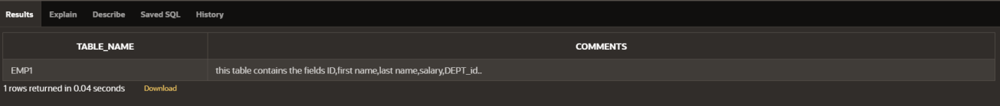 Results Explain Describe Saved SQL History
TABLE_NAME COMMENTS
EMP1 this table contains the fields ID,first name,last name,salary,DEPT_id..
1 rows returned in 0.04 seconds Download